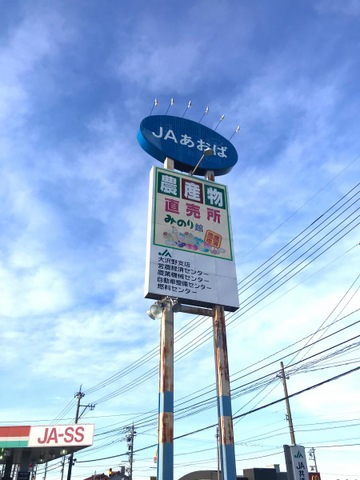 JAあおば
農産物
直売所
みのり館
JA
大沢野支店
営農経済センター
農業機械センター
自動車整備センター
燃料センター
JA-SS
JA